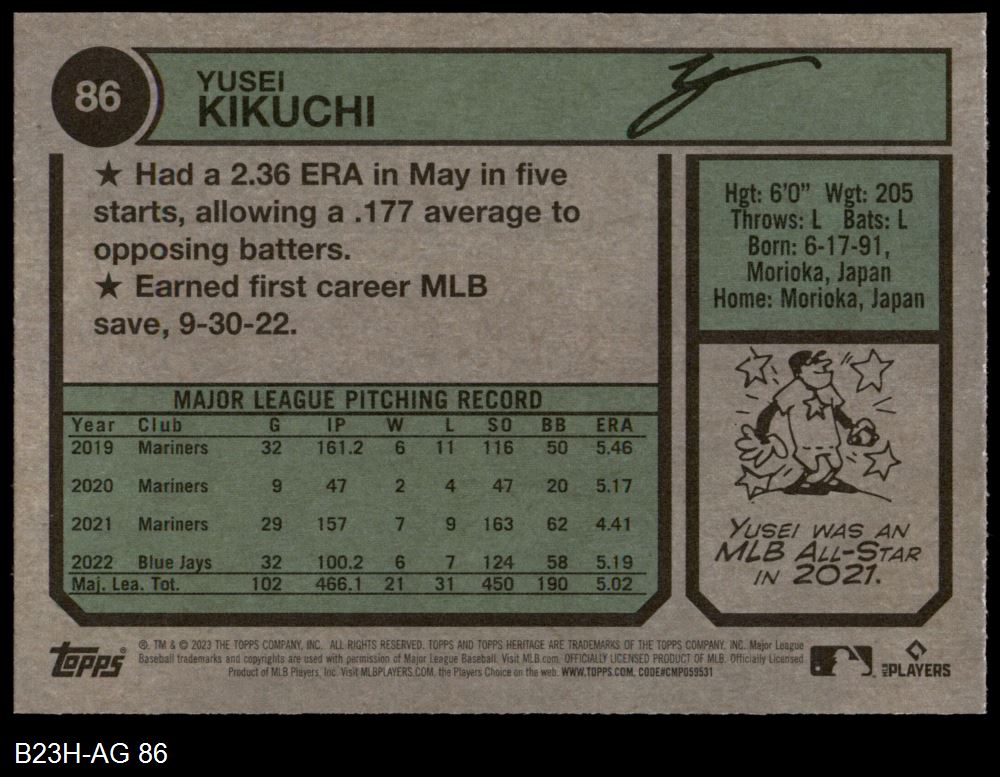 86
YUSEI
KIKUCHI
★ Had a 2.36 ERA in May in five
starts, allowing a .177 average to
opposing batters.
★ Earned first career MLB
save, 9-30-22.
Hgt: 6'0" Wgt: 205
Throws: L Bats: L
Born: 6-17-91,
Morioka, Japan
Home: Morioka, Japan
MAJOR LEAGUE PITCHING RECORD
Year Club G IP W L SO BB ERA
2019 Mariners 32 161.2 6 11 116 50 5.46
2020 Mariners 9 47 2 4 47 20 5.17
2021 Mariners 29 157 7 9 163 62 4.41
2022 Blue Jays 32 100.2 6 7 124 58 5.19
Maj. Lea. Tot. 102 466.1 21 31 450 190 5.02
YUSEI WAS AN
MLB ALL-STAR
IN 2021.
Topps®
®, TM & © 2023 THE TOPPS COMPANY, INC. ALL RIGHTS RESERVED. TOPPS AND TOPPS HERITAGE ARE TRADEMARKS OF THE TOPPS COMPANY, INC. Major League
Baseball trademarks and copyrights are used with permission of Major League Baseball. Visit MLB.com. OFFICIALLY LICENSED PRODUCT OF MLB. Officially Licensed
Product of MLB Players, Inc. Visit MLBPLAYERS.COM, the Players Choice on the web. WWW.TOPPS.COM. CODE#CMP059531
MLB PLAYERS
B23H-AG 86